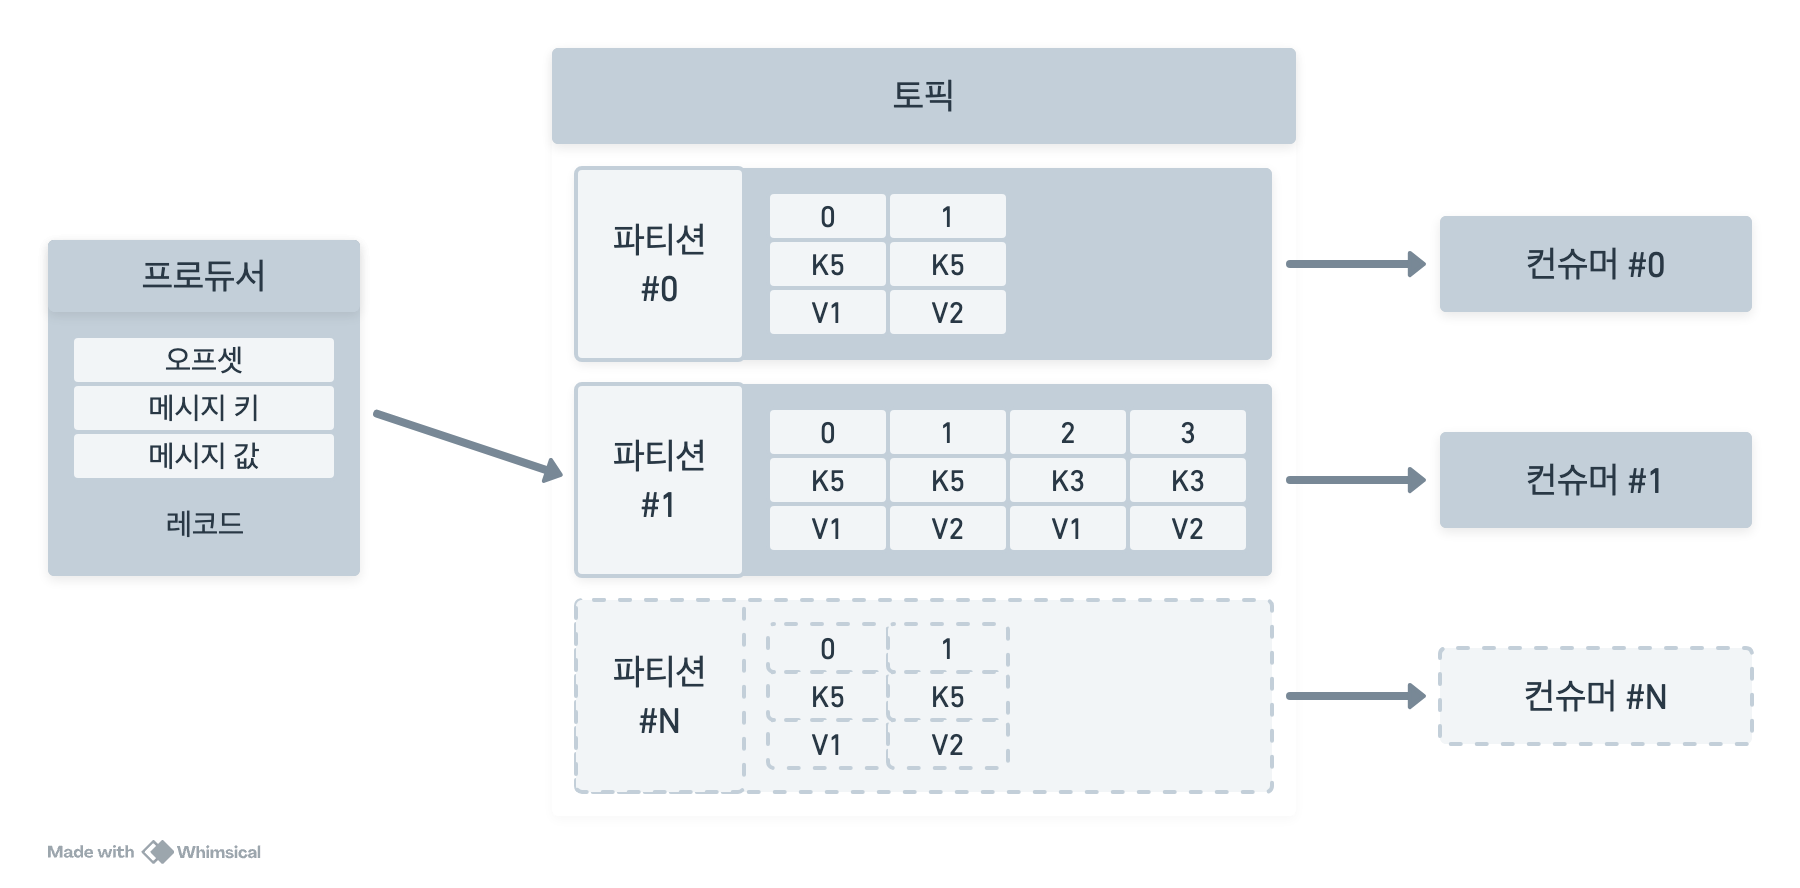 토픽
프로듀서
오프셋
메시지 키
메시지 값
레코드
파티션
#0
0 1
K5 K5
V1 V2
컨슈머 #0
파티션
#1
0 1 2 3
K5 K5 K3 K3
V1 V2 V1 V2
컨슈머 #1
파티션
#N
0 1
K5 K5
V1 V2
컨슈머 #N
Made with Whimsical